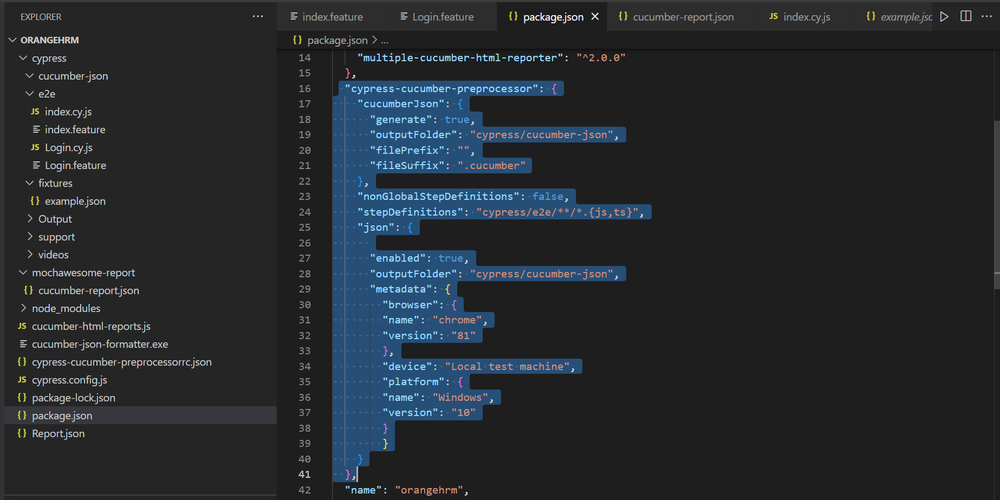 EXPLORER
ORANGEHRM
cypress
cucumber-json
e2e
JS index.cy.js
index.feature
JS Login.cy.js
Login.feature
fixtures
{} example.json
Output
support
videos
mochawesome-report
{} cucumber-report.json
node_modules
JS cucumber-html-reports.js
cucumber-json-formatter.exe
{} cypress-cucumber-preprocessorrc.json
JS cypress.config.js
{} package-lock.json
{} package.json
{} Report.json
index.feature
Login.feature
{} package.json
{} cucumber-report.json
JS index.cy.js
{} example.jso
{} package.json > ...
14 "multiple-cucumber-html-reporter": "^2.0.0"
15 },
16 "cypress-cucumber-preprocessor": {
17 "cucumberJson": {
18 "generate": true,
19 "outputFolder": "cypress/cucumber-json",
20 "filePrefix": "",
21 "fileSuffix": ".cucumber"
22 },
23 "nonGlobalStepDefinitions": false,
24 "stepDefinitions": "cypress/e2e/**/*.{js,ts}",
25 "json": {
26
27 "enabled": true,
28 "outputFolder": "cypress/cucumber-json",
29 "metadata": {
30 "browser": {
31 "name": "chrome",
32 "version": "81"
33 },
34 "device": "Local test machine",
35 "platform": {
36 "name": "Windows",
37 "version": "10"
38 }
39 }
40 }
41 },
42 "name": "orangehrm",